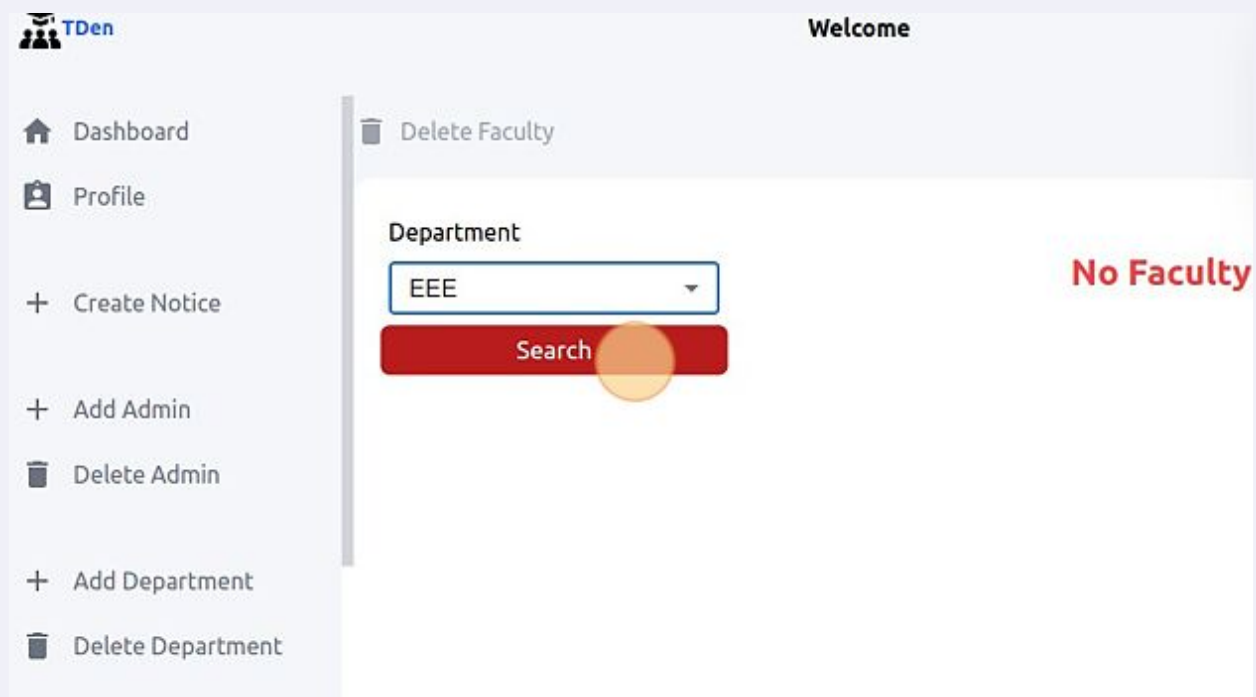 TDen
Welcome
Dashboard
Profile
Create Notice
Add Admin
Delete Admin
Add Department
Delete Department
Delete Faculty
Department
EEE
Search
No Faculty